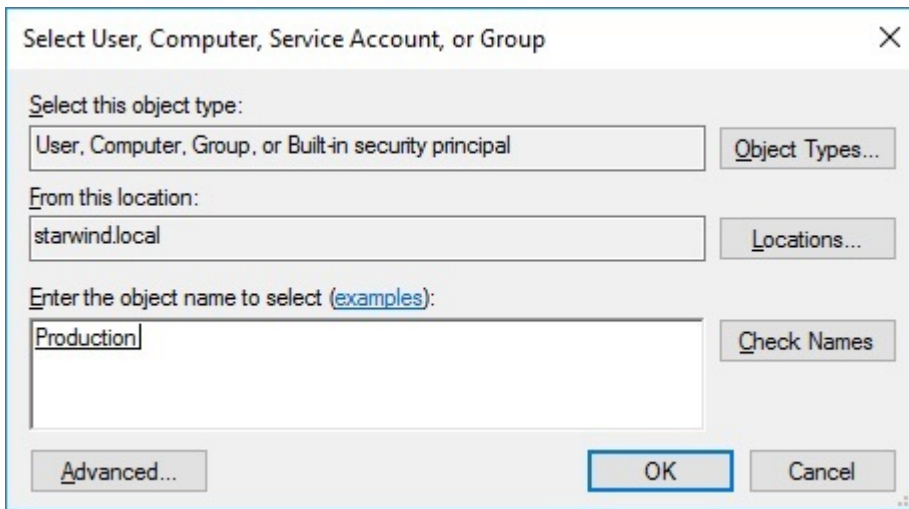 Select User, Computer, Service Account, or Group
Select this object type:
User, Computer, Group, or Built-in security principal
Object Types...
From this location:
starwind.local
Locations...
Enter the object name to select (examples):
Production
Check Names
Advanced...
OK
Cancel